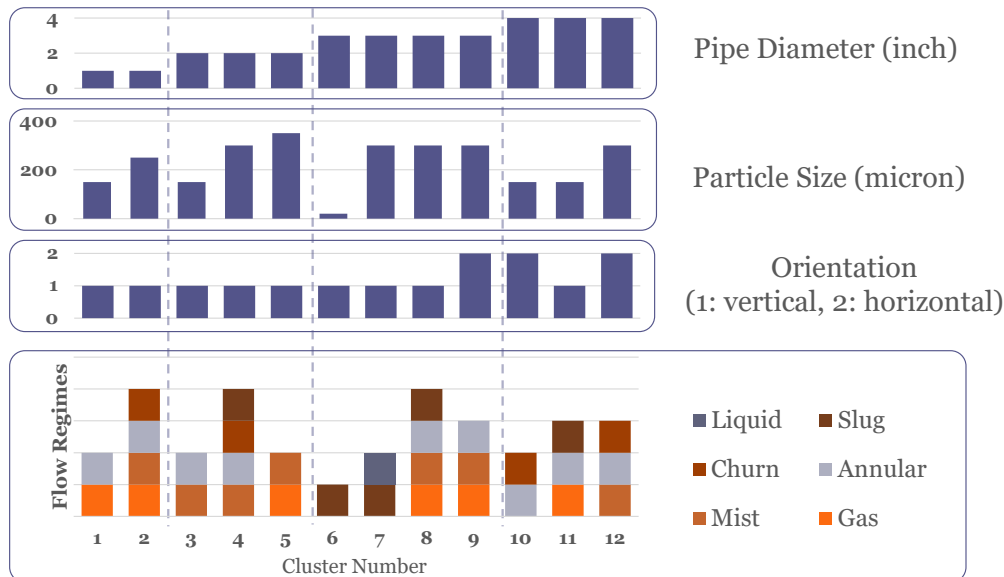 4
2
0
Pipe Diameter (inch)
400
200
0
Particle Size (micron)
2
1
0
Orientation
(1: vertical, 2: horizontal)
Flow Regimes
Liquid Slug
Churn Annular
Mist Gas
1 2 3 4 5 6 7 8 9 10 11 12
Cluster Number